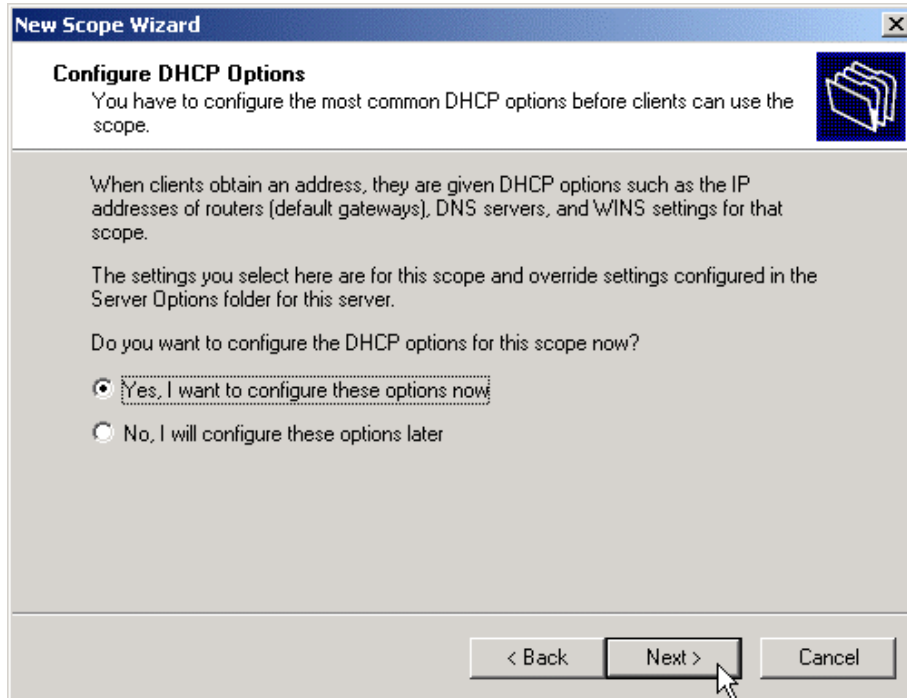 New Scope Wizard
Configure DHCP Options
You have to configure the most common DHCP options before clients can use the
scope.
When clients obtain an address, they are given DHCP options such as the IP
addresses of routers (default gateways), DNS servers, and WINS settings for that
scope.
The settings you select here are for this scope and override settings configured in the
Server Options folder for this server.
Do you want to configure the DHCP options for this scope now?
Yes, I want to configure these options now
No, I will configure these options later
< Back
Next >
Cancel